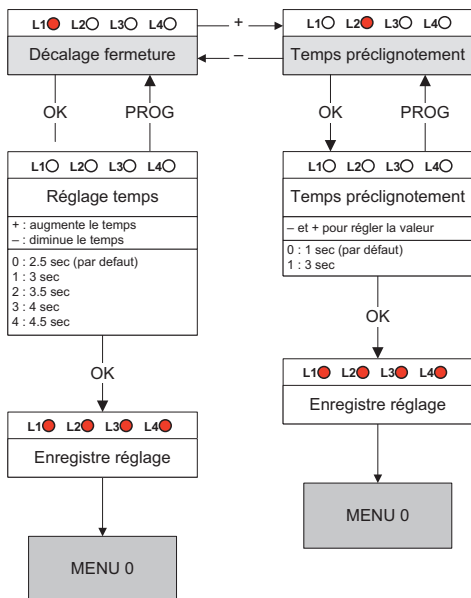 L1 L2 L3 L4
Décalage fermeture
+
–
L1 L2 L3 L4
Temps préclignotement
OK
PROG
OK
PROG
L1 L2 L3 L4
Réglage temps
+ : augmente le temps
– : diminue le temps
0 : 2.5 sec (par defaut)
1 : 3 sec
2 : 3.5 sec
3 : 4 sec
4 : 4.5 sec
OK
L1 L2 L3 L4
Enregistre réglage
MENU 0
L1 L2 L3 L4
Temps préclignotement
– et + pour régler la valeur
0 : 1 sec (par défaut)
1 : 3 sec
OK
L1 L2 L3 L4
Enregistre réglage
MENU 0